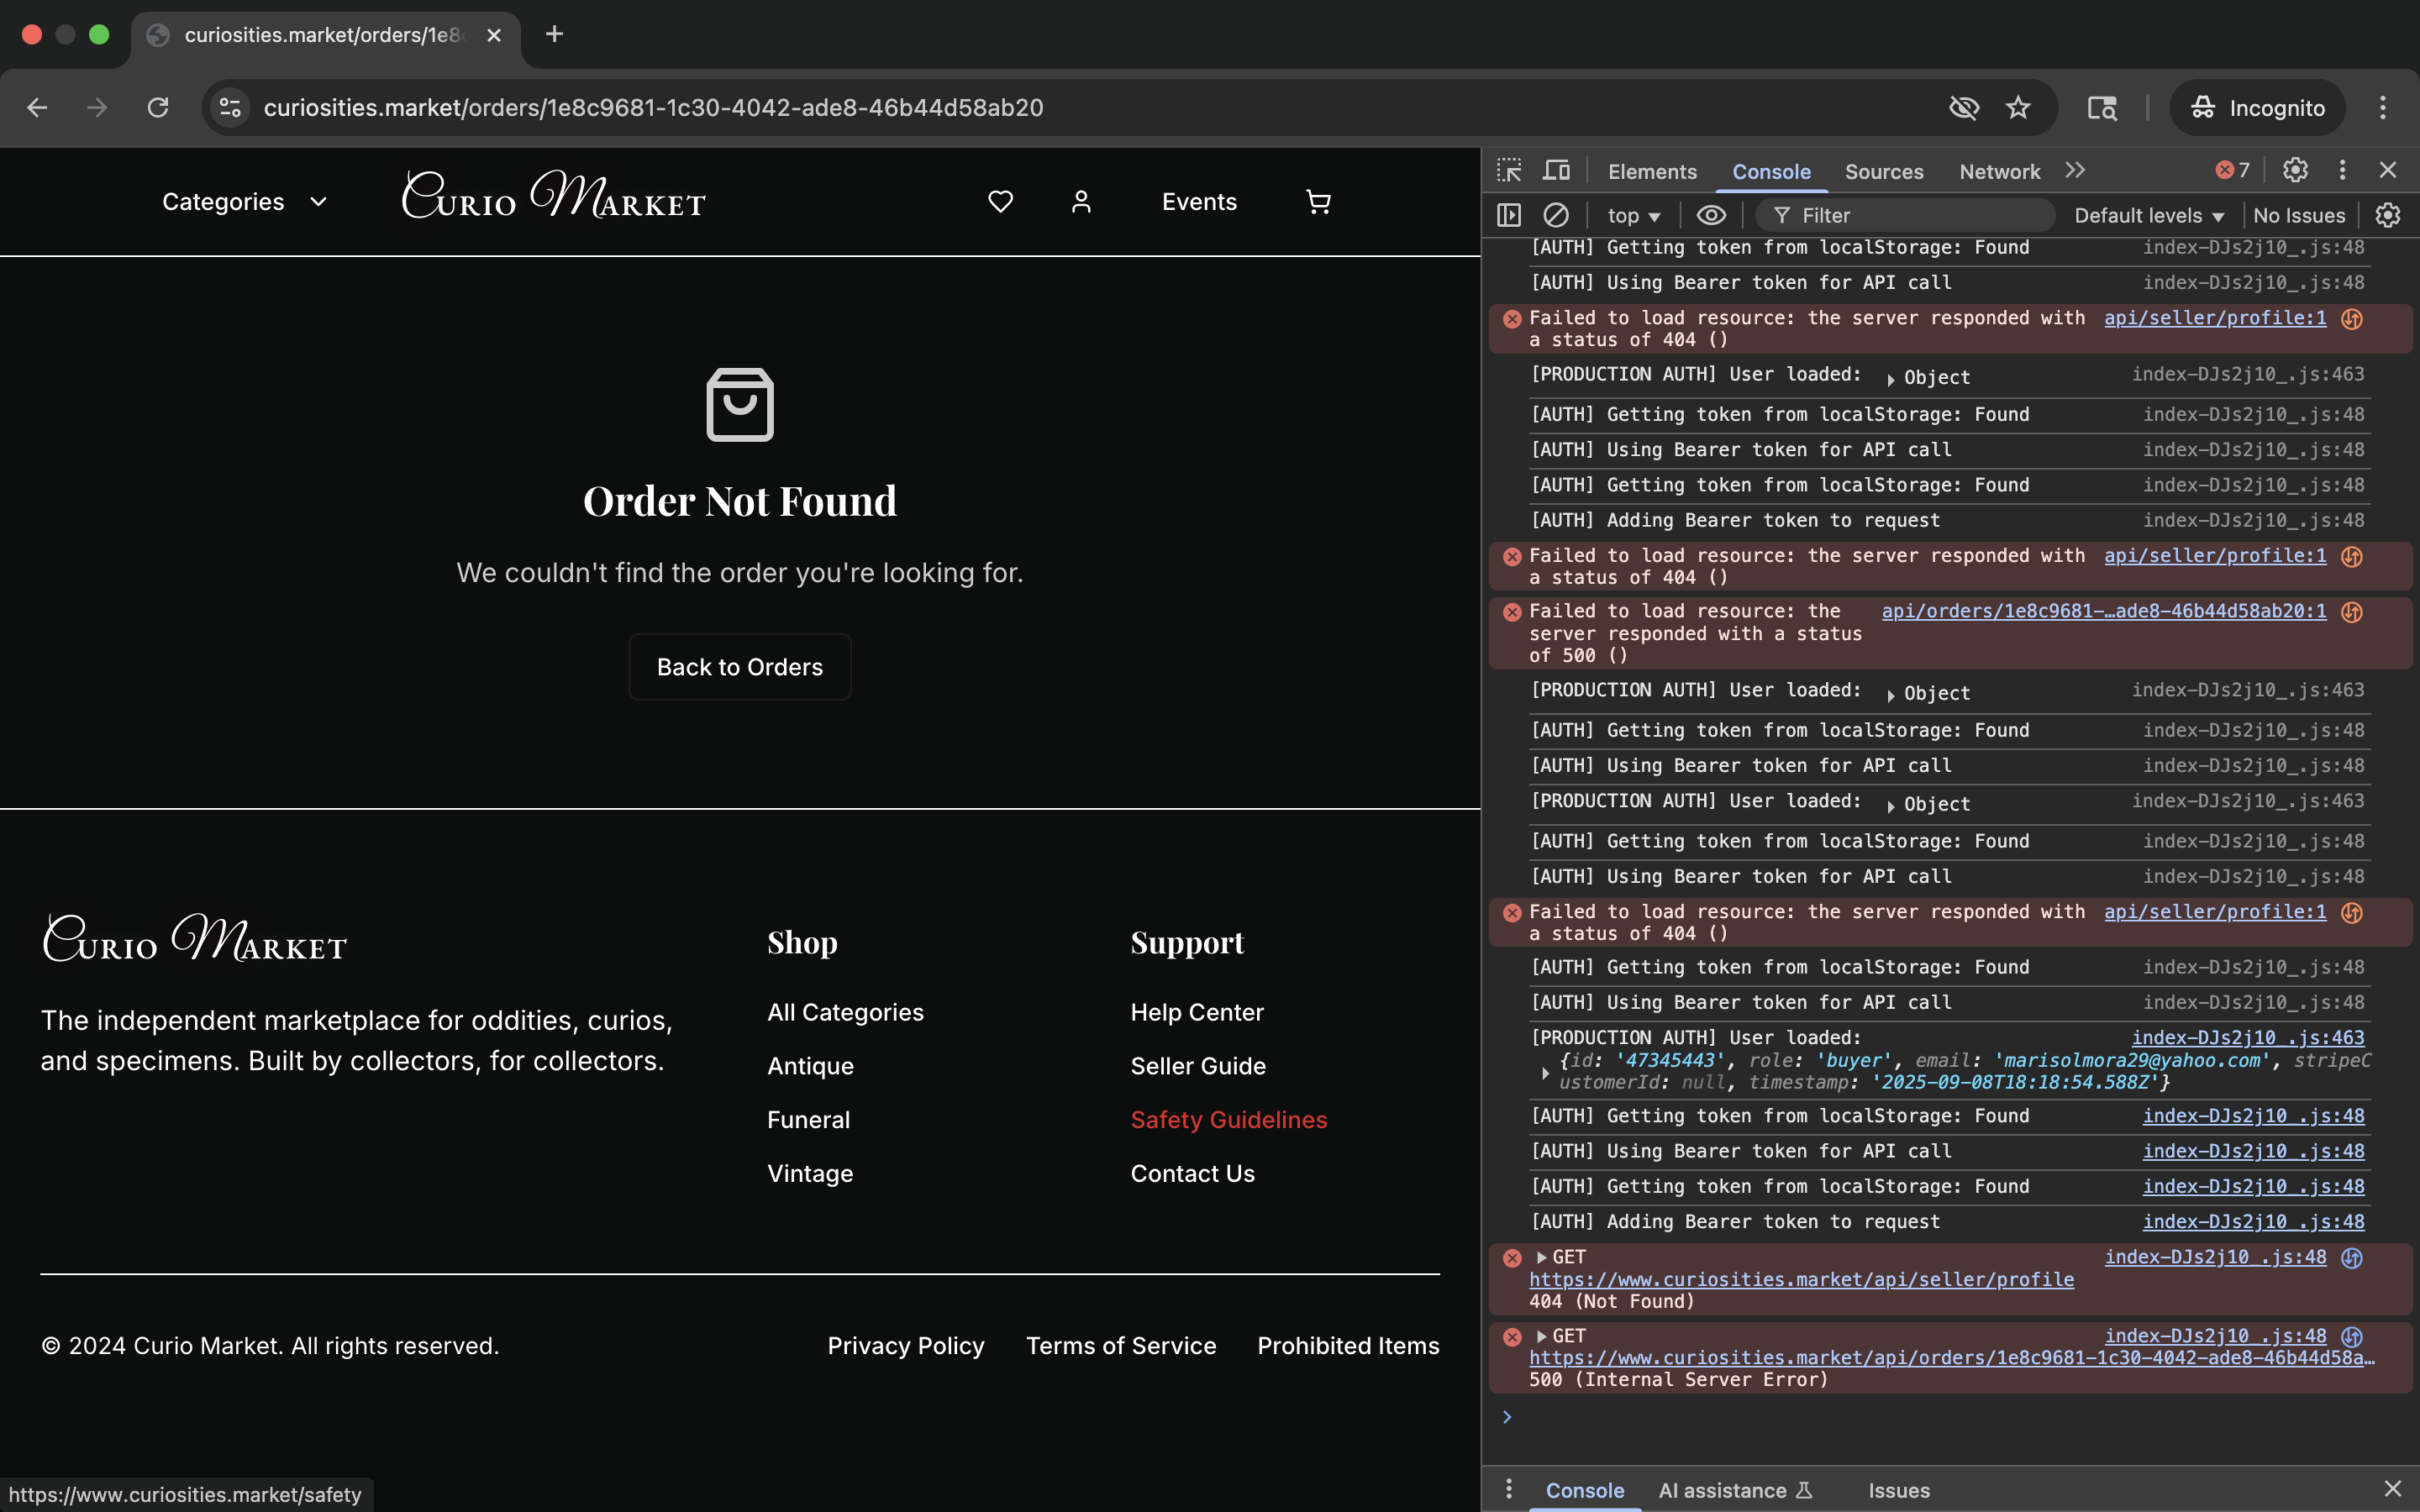 curiosities.market/orders/1e8
curiosities.market/orders/1e8c9681-1c30-4042-ade8-46b44d58ab20
Incognito
Categories
Curio Market
Events
Order Not Found
We couldn't find the order you're looking for.
Back to Orders
Curio Market
The independent marketplace for oddities, curios,
and specimens. Built by collectors, for collectors.
Shop
All Categories
Antique
Funeral
Vintage
Support
Help Center
Seller Guide
Safety Guidelines
Contact Us
© 2024 Curio Market. All rights reserved.
Privacy Policy
Terms of Service
Prohibited Items
https://www.curiosities.market/safety
Elements
Console
Sources
Network
7
top
Filter
Default levels
No Issues
[AUTH] Getting token from localStorage: Found index-DJs2j10_.js:48
[AUTH] Using Bearer token for API call index-DJs2j10_.js:48
Failed to load resource: the server responded with api/seller/profile:1
a status of 404 ()
[PRODUCTION AUTH] User loaded: Object index-DJs2j10_.js:463
[AUTH] Getting token from localStorage: Found index-DJs2j10_.js:48
[AUTH] Using Bearer token for API call index-DJs2j10_.js:48
[AUTH] Getting token from localStorage: Found index-DJs2j10_.js:48
[AUTH] Adding Bearer token to request index-DJs2j10_.js:48
Failed to load resource: the server responded with api/seller/profile:1
a status of 404 ()
Failed to load resource: the api/orders/1e8c9681-…ade8-46b44d58ab20:1
server responded with a status
of 500 ()
[PRODUCTION AUTH] User loaded: Object index-DJs2j10_.js:463
[AUTH] Getting token from localStorage: Found index-DJs2j10_.js:48
[AUTH] Using Bearer token for API call index-DJs2j10_.js:48
[PRODUCTION AUTH] User loaded: Object index-DJs2j10_.js:463
[AUTH] Getting token from localStorage: Found index-DJs2j10_.js:48
[AUTH] Using Bearer token for API call index-DJs2j10_.js:48
Failed to load resource: the server responded with api/seller/profile:1
a status of 404 ()
[AUTH] Getting token from localStorage: Found index-DJs2j10_.js:48
[AUTH] Using Bearer token for API call index-DJs2j10_.js:48
[PRODUCTION AUTH] User loaded: index-DJs2j10_.js:463
{id: '47345443', role: 'buyer', email: 'marisolmora29@yahoo.com', stripeC
ustomerId: null, timestamp: '2025-09-08T18:18:54.588Z'}
[AUTH] Getting token from localStorage: Found index-DJs2j10_.js:48
[AUTH] Using Bearer token for API call index-DJs2j10_.js:48
[AUTH] Getting token from localStorage: Found index-DJs2j10_.js:48
[AUTH] Adding Bearer token to request index-DJs2j10_.js:48
GET index-DJs2j10_.js:48
https://www.curiosities.market/api/seller/profile
404 (Not Found)
GET index-DJs2j10_.js:48
https://www.curiosities.market/api/orders/1e8c9681-1c30-4042-ade8-46b44d58a…
500 (Internal Server Error)
Console
AI assistance
Issues